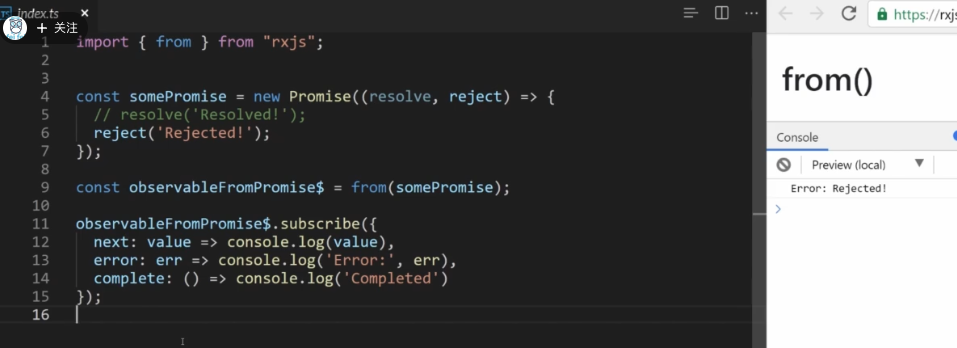 TS index.ts ×
+ 关注
1 import { from } from "rxjs";
2
3
4 const somePromise = new Promise((resolve, reject) => {
5 // resolve('Resolved!');
6 reject('Rejected!');
7 });
8
9 const observableFromPromise$ = from(somePromise);
10
11 observableFromPromise$.subscribe({
12 next: value => console.log(value),
13 error: err => console.log('Error:', err),
14 complete: () => console.log('Completed')
15 });
16
https://rxjs
from()
Console
Preview (local) ▼
Error: Rejected!
>